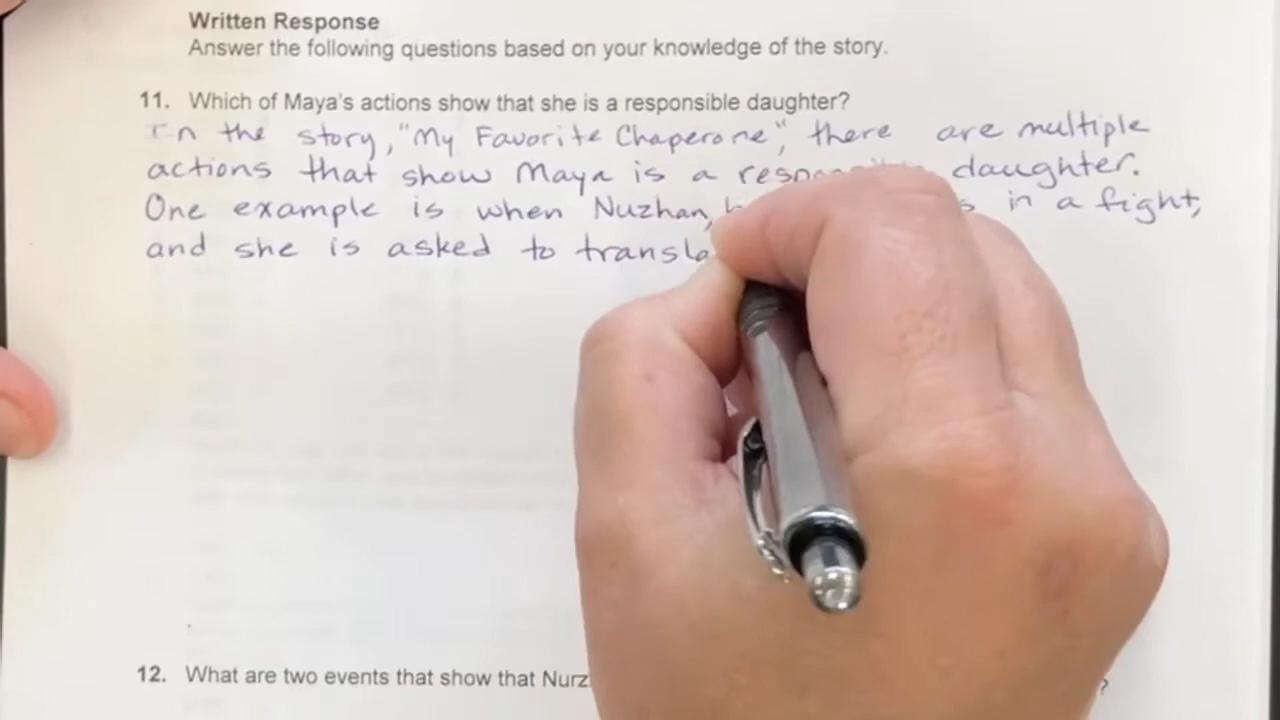 Written Response
Answer the following questions based on your knowledge of the story.
11. Which of Maya's actions show that she is a responsible daughter?
In the story, "My Favorite Chaperone," there are multiple
actions that show Maya is a daughter.
One example is when Nuzhan, in a fight,
and she is asked to
12. What are two events that show that